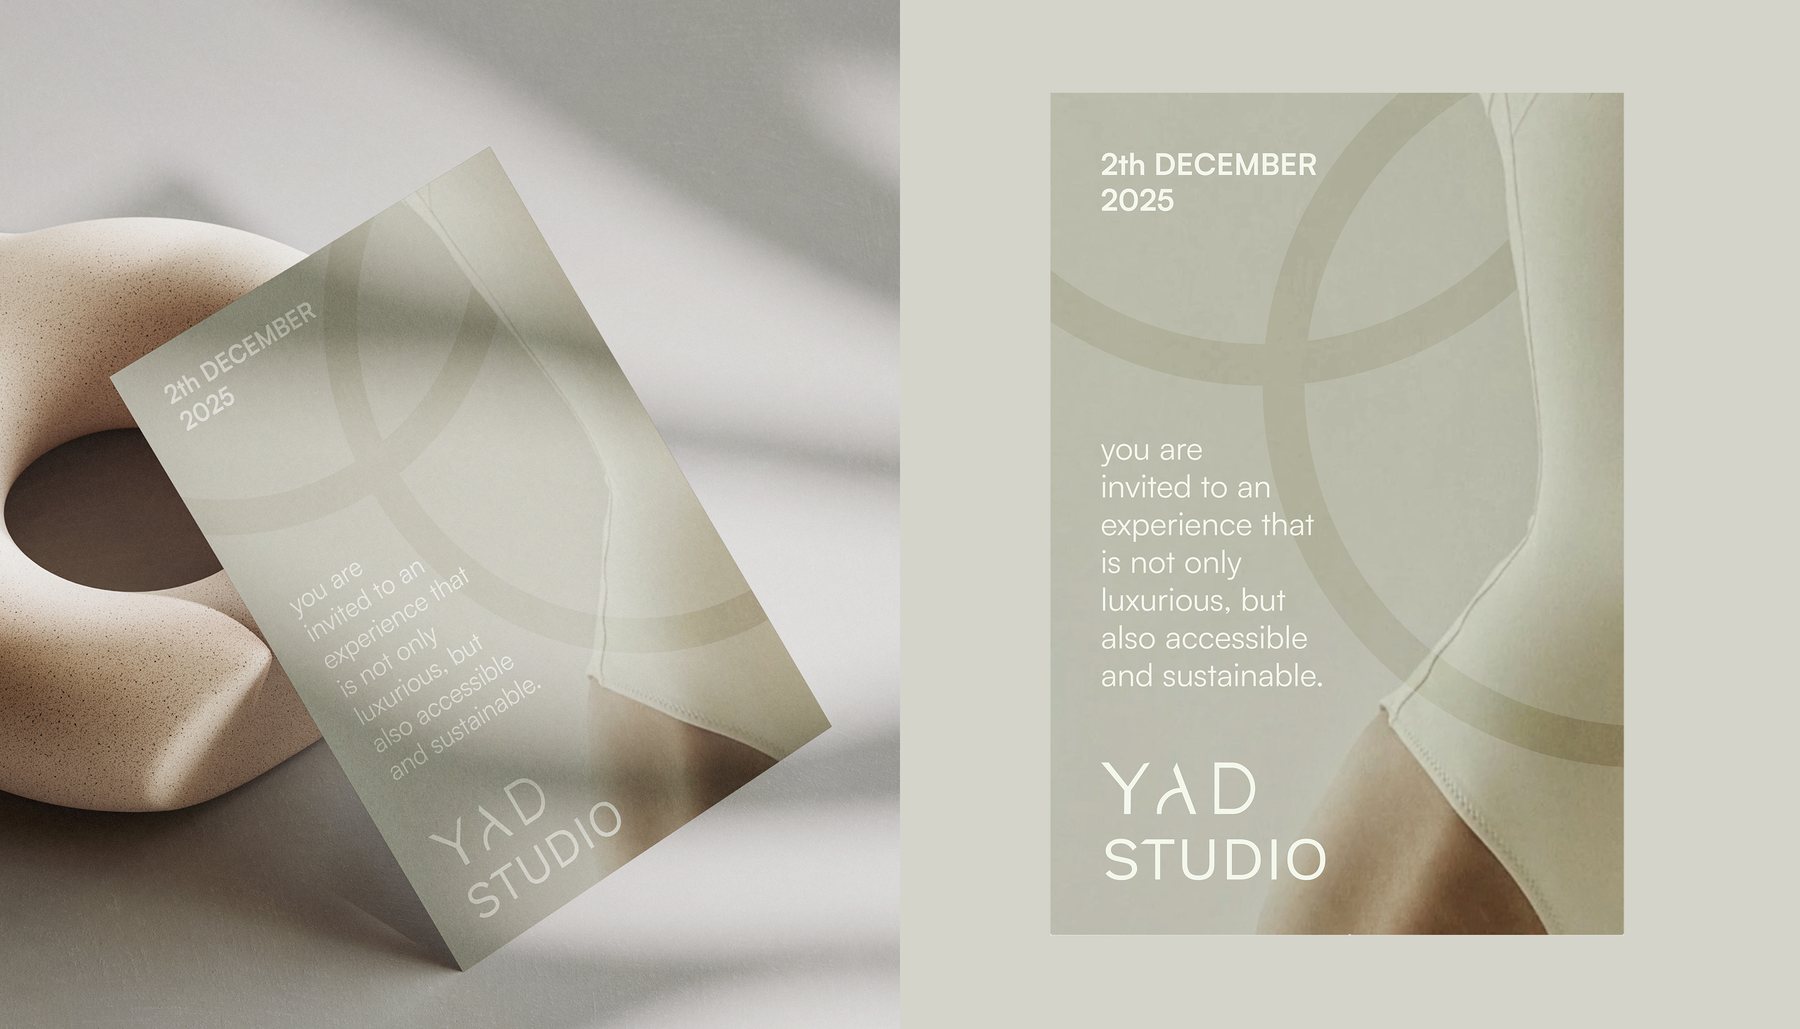 2th DECEMBER
2025
you are
invited to an
experience that
is not only
luxurious, but
also accessible
and sustainable.
YAD
STUDIO
2th DECEMBER
2025
you are
invited to an
experience that
is not only
luxurious, but
also accessible
and sustainable.
YAD
STUDIO